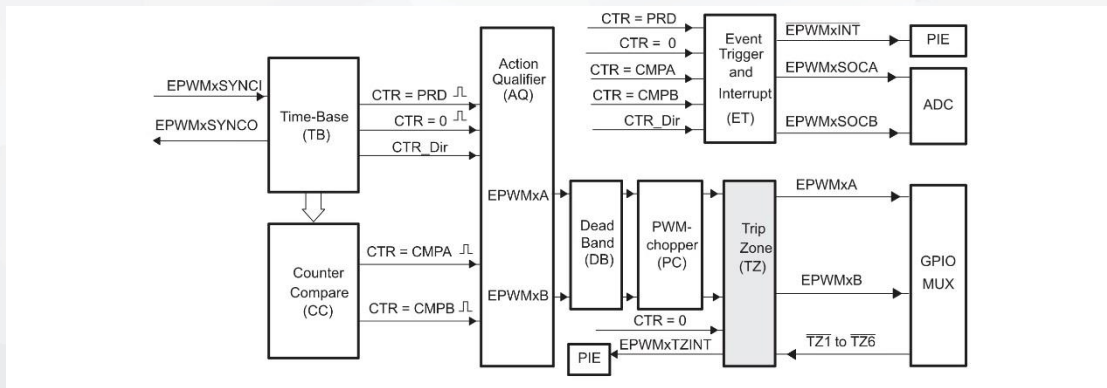 EPWMxSYNCI
EPWMxSYNCO
Time-Base
(TB)
CTR = PRD
CTR = 0
CTR_Dir
Counter
Compare
(CC)
CTR = CMPA
CTR = CMPB
Action
Qualifier
(AQ)
EPWMxA
EPWMxB
CTR = PRD
CTR = 0
CTR = CMPA
CTR = CMPB
CTR_Dir
Event
Trigger
and
Interrupt
(ET)
EPWMxINT
EPWMxSOCA
EPWMxSOCB
PIE
ADC
Dead
Band
(DB)
PWM-
chopper
(PC)
CTR = 0
EPWMxTZINT
PIE
Trip
Zone
(TZ)
EPWMxA
EPWMxB
TZ1 to TZ6
GPIO
MUX